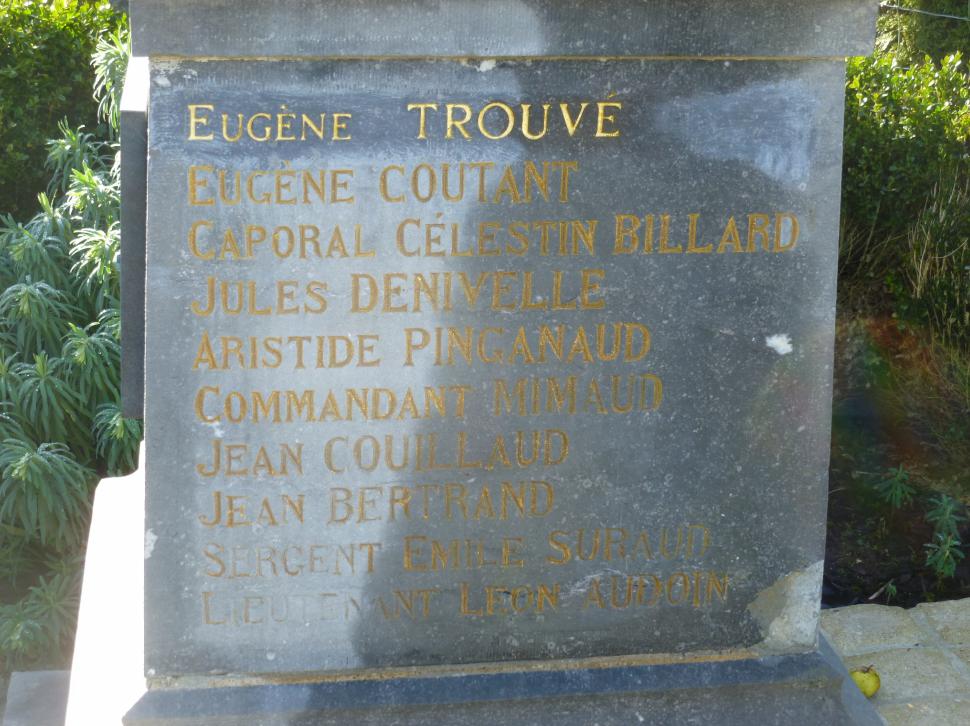 EUGÈNE TROUVÉ
EUGÈNE COUTANT
CAPORAL CÉLESTIN BILLARD
JULES DENIVELLE
ARISTIDE PINGANAUD
COMMANDANT MIMAUD
JEAN COUILLAUD
JEAN BERTRAND
SERGENT EMILE SURAUD
LIEUTENANT LEON AUDOIN